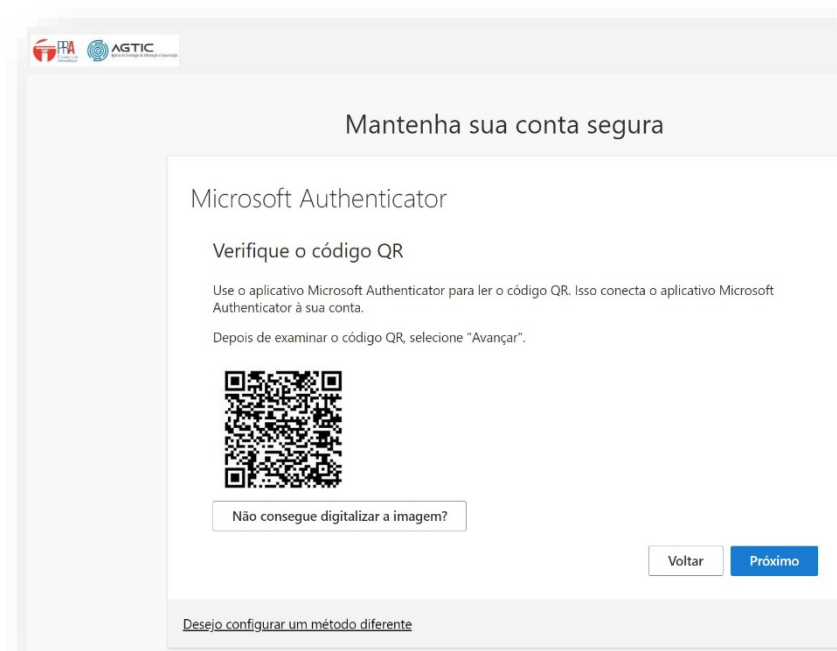 PRA
AGTIC
Mantenha sua conta segura
Microsoft Authenticator
Verifique o código QR
Use o aplicativo Microsoft Authenticator para ler o código QR. Isso conecta o aplicativo Microsoft
Authenticator à sua conta.
Depois de examinar o código QR, selecione "Avançar".
Não consegue digitalizar a imagem?
Voltar
Próximo
Desejo configurar um método diferente